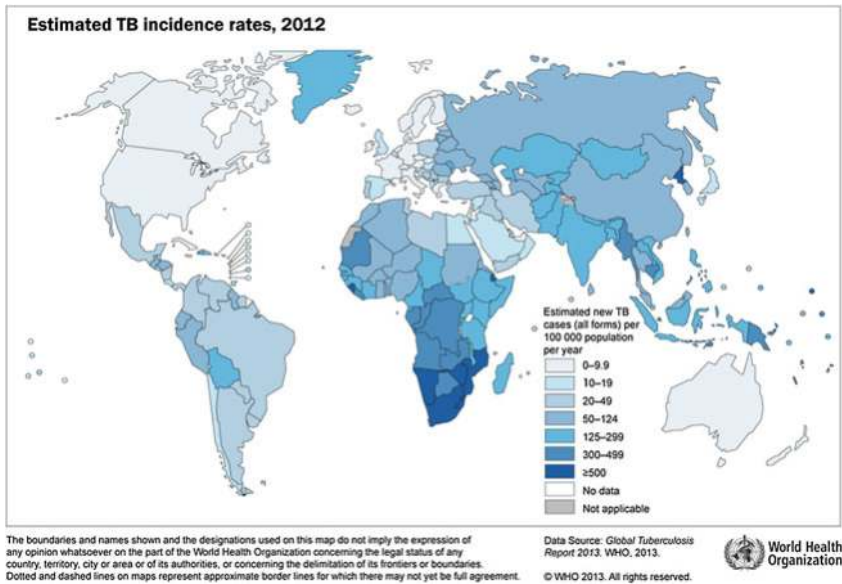 Estimated TB incidence rates, 2012
Estimated new TB
cases (all forms) per
100 000 population
per year
0–9.9
10–19
20–49
50–124
125–299
300–499
≥500
No data
Not applicable
The boundaries and names shown and the designations used on this map do not imply the expression of
any opinion whatsoever on the part of the World Health Organization concerning the legal status of any
country, territory, city or area or of its authorities, or concerning the delimitation of its frontiers or boundaries.
Dotted and dashed lines on maps represent approximate border lines for which there may not yet be full agreement.
Data Source: Global Tuberculosis
Report 2013. WHO, 2013.
© WHO 2013. All rights reserved.
World Health
Organization